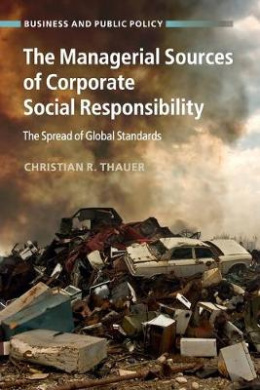 BUSINESS AND PUBLIC POLICY
The Managerial Sources
of Corporate
Social Responsibility
The Spread of Global Standards
CHRISTIAN R. THAUER